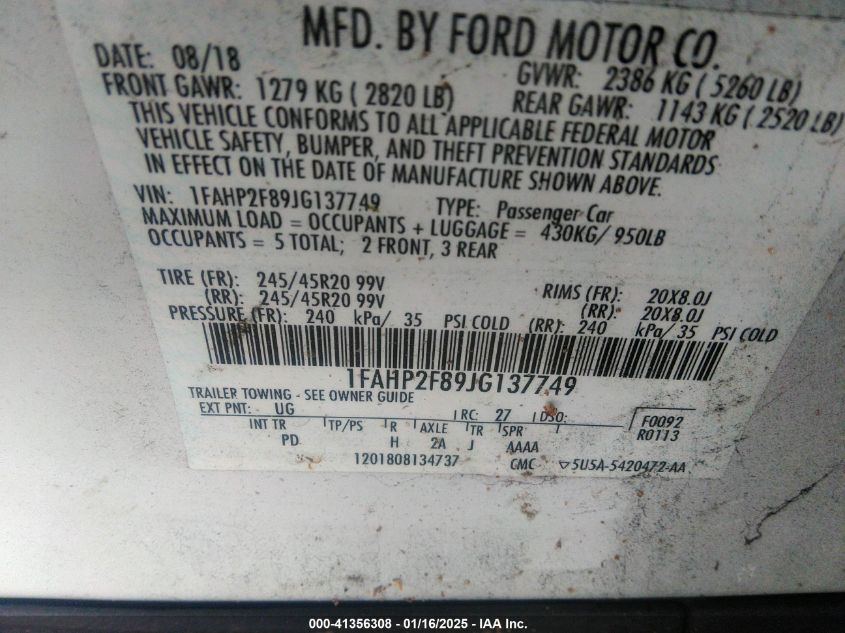 MFD. BY FORD MOTOR CO.
DATE: 08/18 GVWR: 2386 KG ( 5260 LB)
FRONT GAWR: 1279 KG ( 2820 LB) REAR GAWR: 1143 KG ( 2520 LB)
THIS VEHICLE CONFORMS TO ALL APPLICABLE FEDERAL MOTOR
VEHICLE SAFETY, BUMPER, AND THEFT PREVENTION STANDARDS
IN EFFECT ON THE DATE OF MANUFACTURE SHOWN ABOVE.
VIN: 1FAHP2F89JG137749 TYPE: Passenger Car
MAXIMUM LOAD = OCCUPANTS + LUGGAGE = 430KG/ 950LB
OCCUPANTS = 5 TOTAL; 2 FRONT, 3 REAR
TIRE (FR): 245/45R20 99V RIMS (FR): 20X8.0J
(RR): 245/45R20 99V (RR): 20X8.0J
PRESSURE (FR): 240 kPa/ 35 PSI COLD (RR): 240 kPa/ 35 PSI COLD
1FAHP2F89JG137749
TRAILER TOWING - SEE OWNER GUIDE
EXT PNT: UG RC: 27 DSO: F0092
INT TR TP/PS R AXLE TR SPR R0113
PD H 2A J AAAA
1201808134737 CMC ▽5U5A-5420472-AA
000-41356308 - 01/16/2025 - IAA Inc.